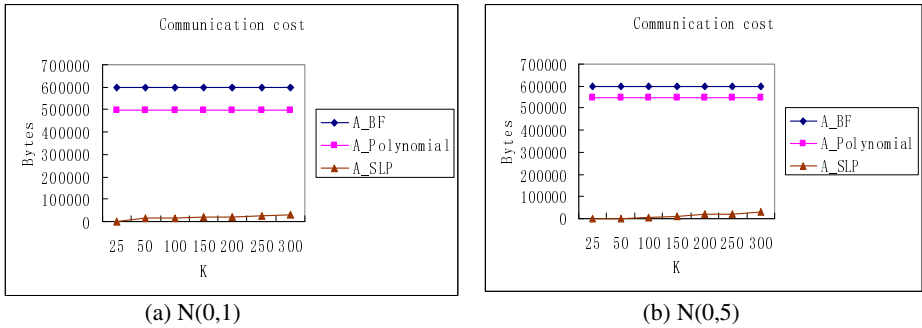 Communication cost
Bytes
700000
600000
500000
400000
300000
200000
100000
0
25 50 100 150 200 250 300
K
A_BF
A_Polynomial
A_SLP
(a) N(0,1)
Communication cost
Bytes
700000
600000
500000
400000
300000
200000
100000
0
25 50 100 150 200 250 300
K
A_BF
A_Polynomial
A_SLP
(b) N(0,5)